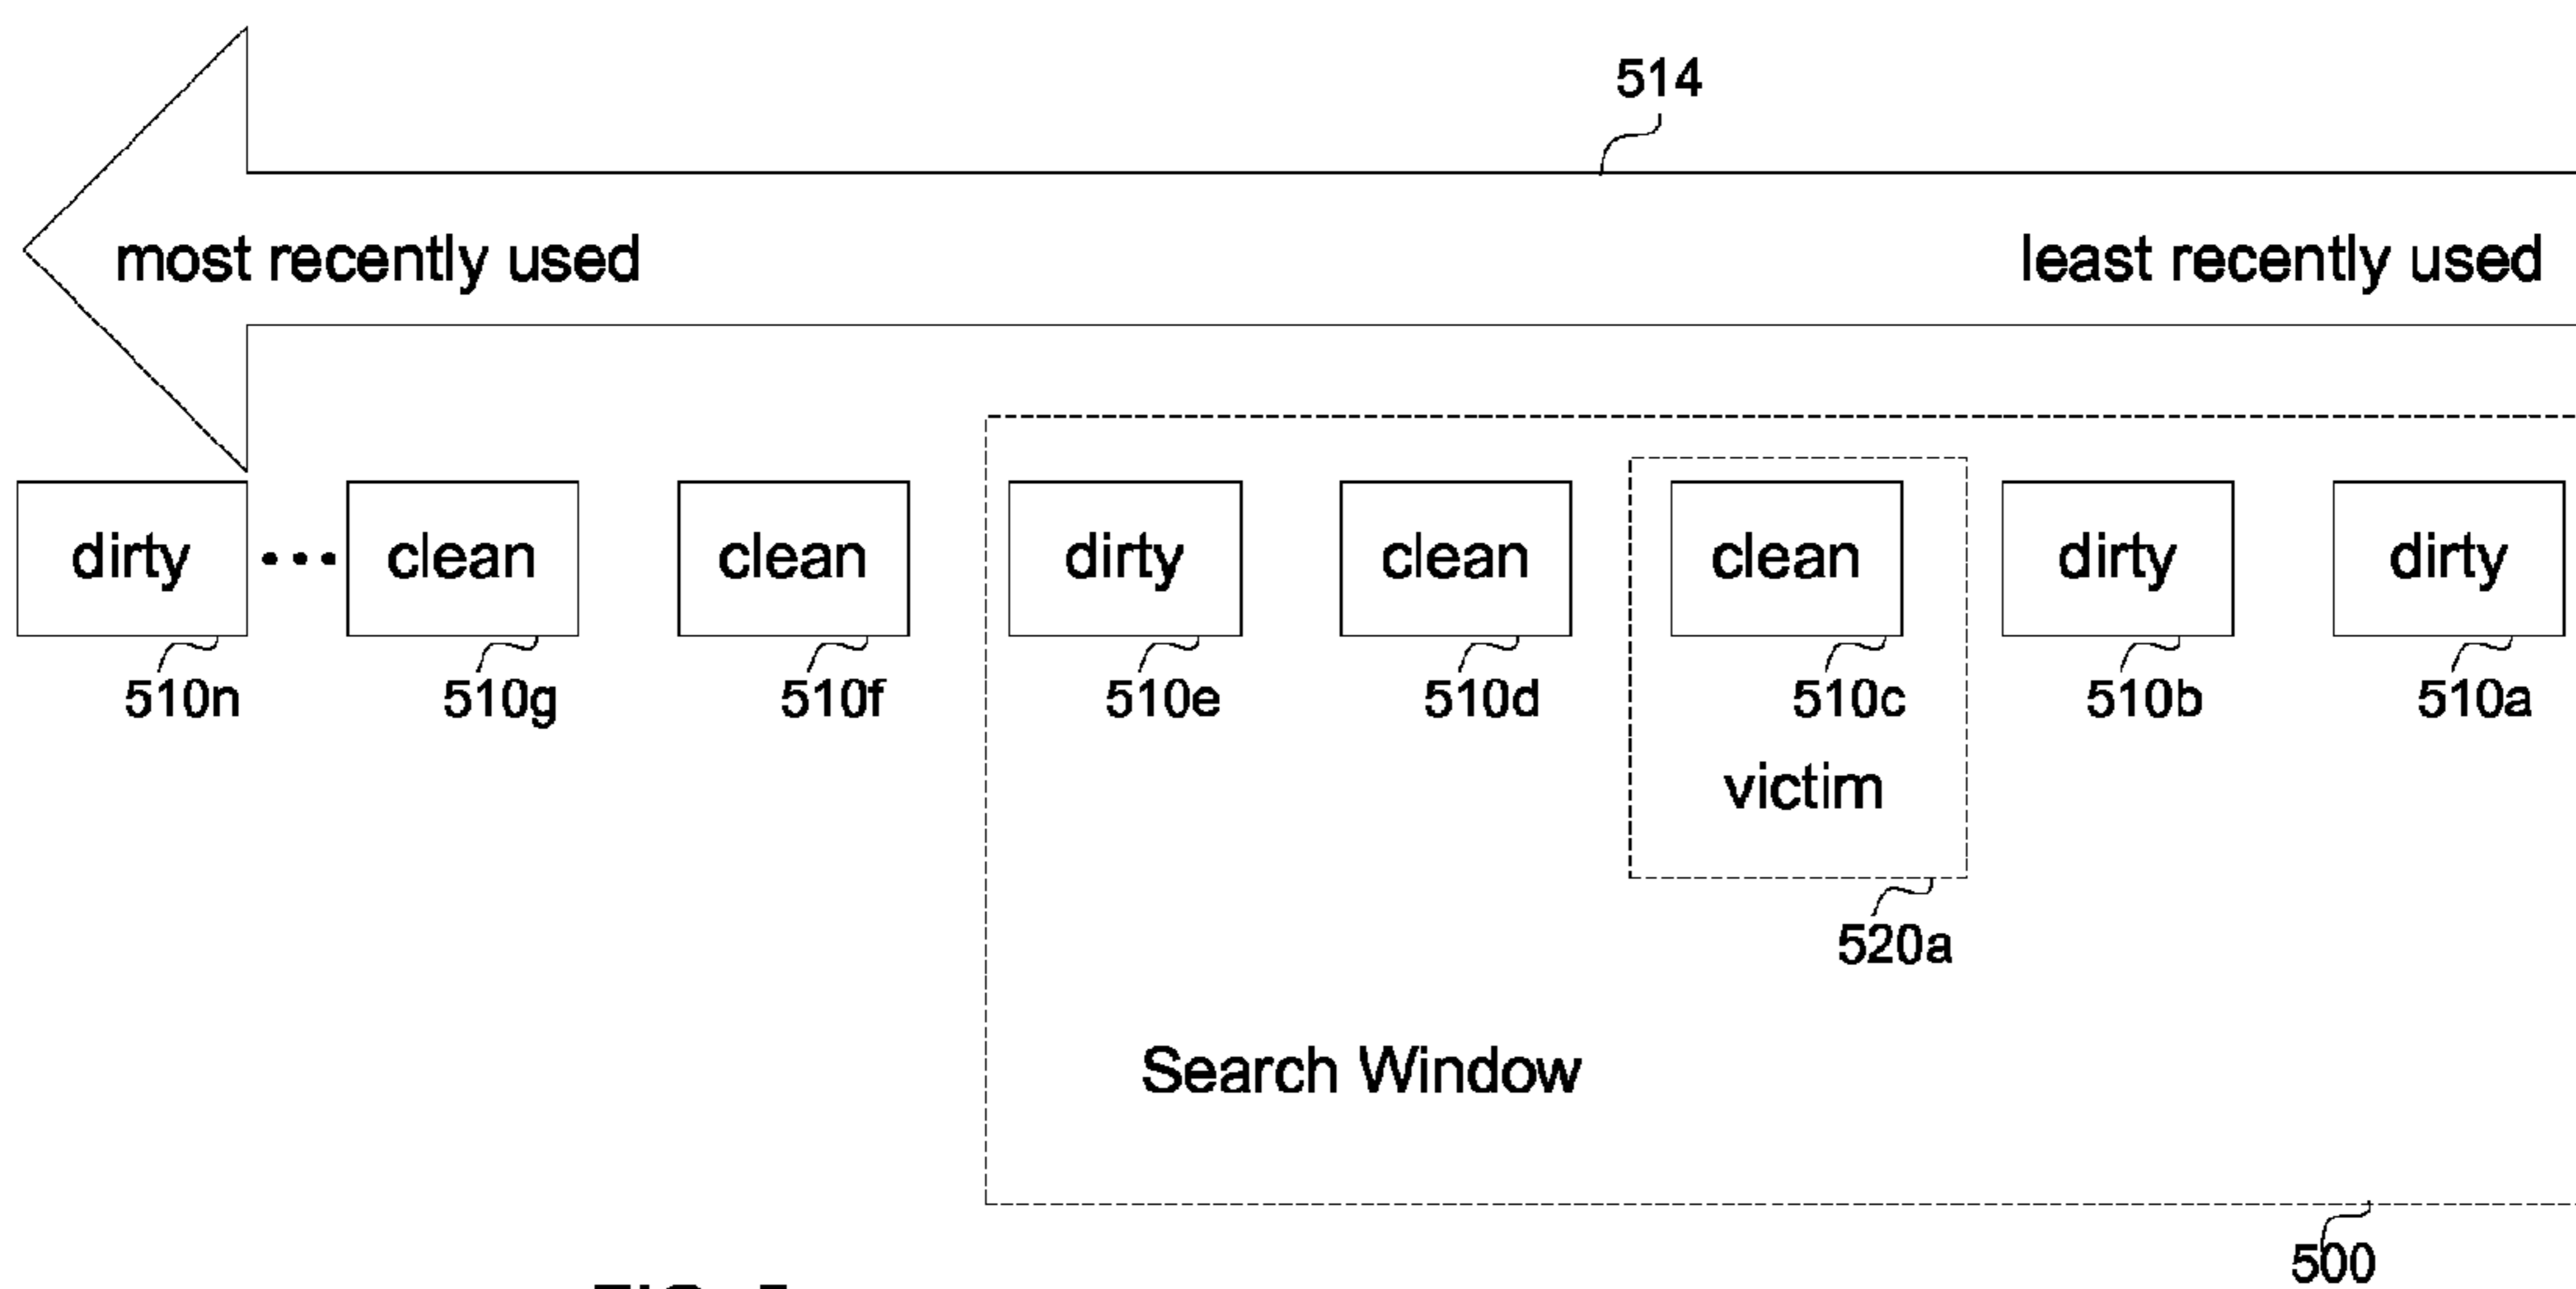 514
most recently used least recently used
dirty ••• clean clean dirty clean clean dirty dirty
510n 510g 510f 510e 510d 510c 510b 510a
victim
520a
Search Window
500